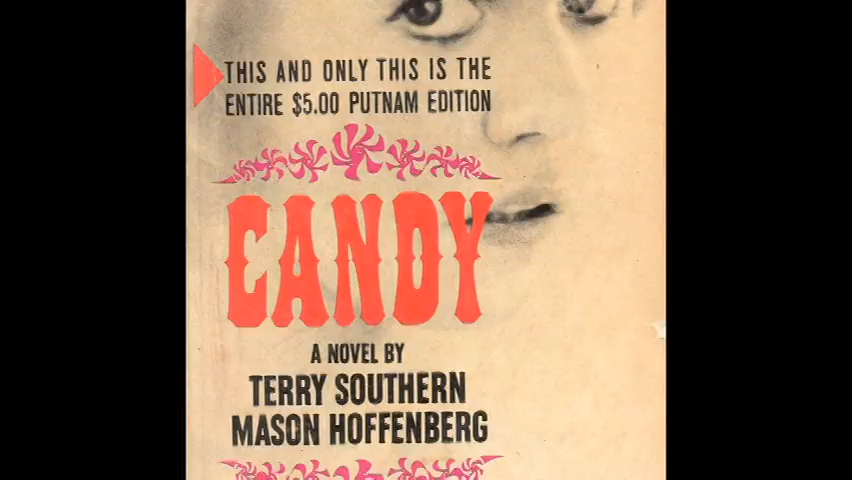 THIS AND ONLY THIS IS THE
ENTIRE $5.00 PUTNAM EDITION
CANDY
A NOVEL BY
TERRY SOUTHERN
MASON HOFFENBERG